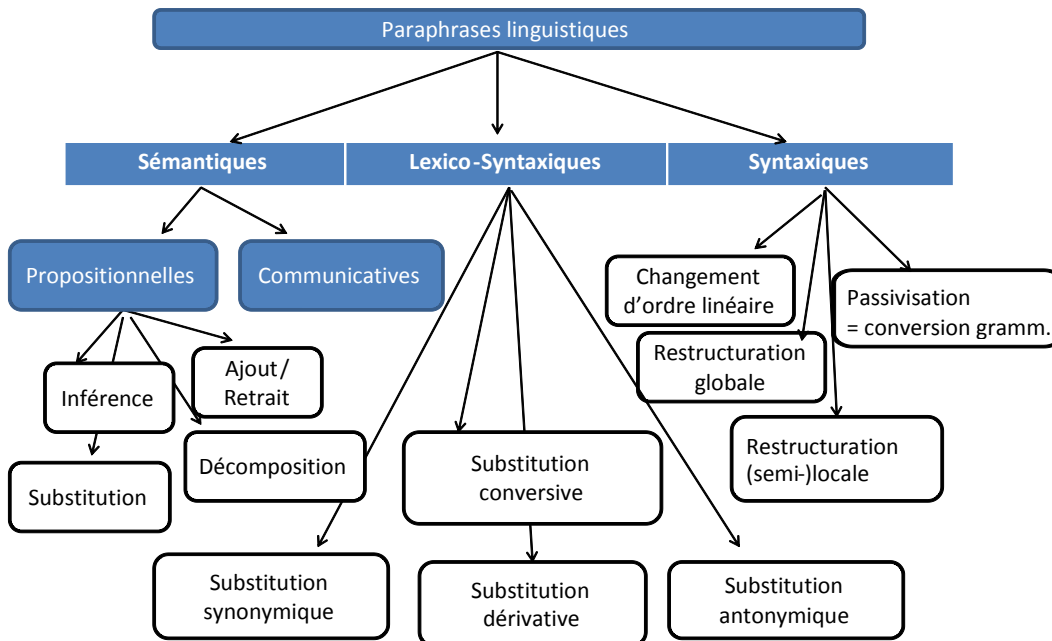 Paraphrases linguistiques
Sémantiques
Lexico-Syntaxiques
Syntaxiques
Propositionnelles
Communicatives
Changement
d'ordre linéaire
Passivisation
= conversion gramm.
Restructuration
globale
Ajout/
Retrait
Inférence
Restructuration
(semi-)locale
Décomposition
Substitution
conversive
Substitution
Substitution
synonymique
Substitution
dérivative
Substitution
antonymique